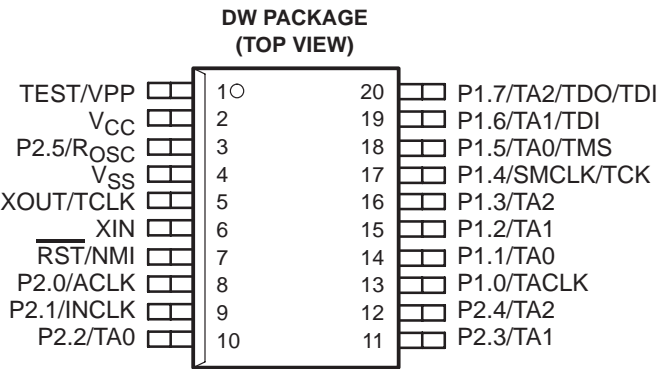 DW PACKAGE
(TOP VIEW)
TEST/VPP 1 20 P1.7/TA2/TDO/TDI
VCC 2 19 P1.6/TA1/TDI
P2.5/ROSC 3 18 P1.5/TA0/TMS
VSS 4 17 P1.4/SMCLK/TCK
XOUT/TCLK 5 16 P1.3/TA2
XIN 6 15 P1.2/TA1
RST/NMI 7 14 P1.1/TA0
P2.0/ACLK 8 13 P1.0/TACLK
P2.1/INCLK 9 12 P2.4/TA2
P2.2/TA0 10 11 P2.3/TA1